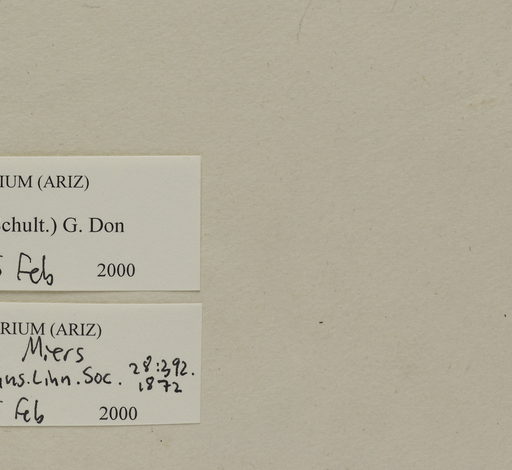 IUM (ARIZ)
chult.) G. Don
Feb 2000
RIUM (ARIZ)
Miers
ns.Linn.Soc. 28:392.
1872
Feb 2000